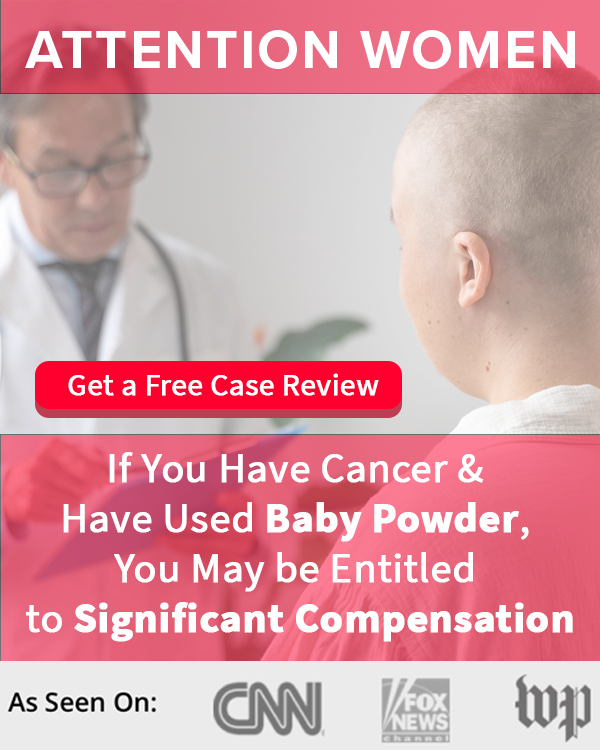 ATTENTION WOMEN
Get a Free Case Review
If You Have Cancer &
Have Used Baby Powder,
You May be Entitled
to Significant Compensation
As Seen On: CNN FOX NEWS channel wp